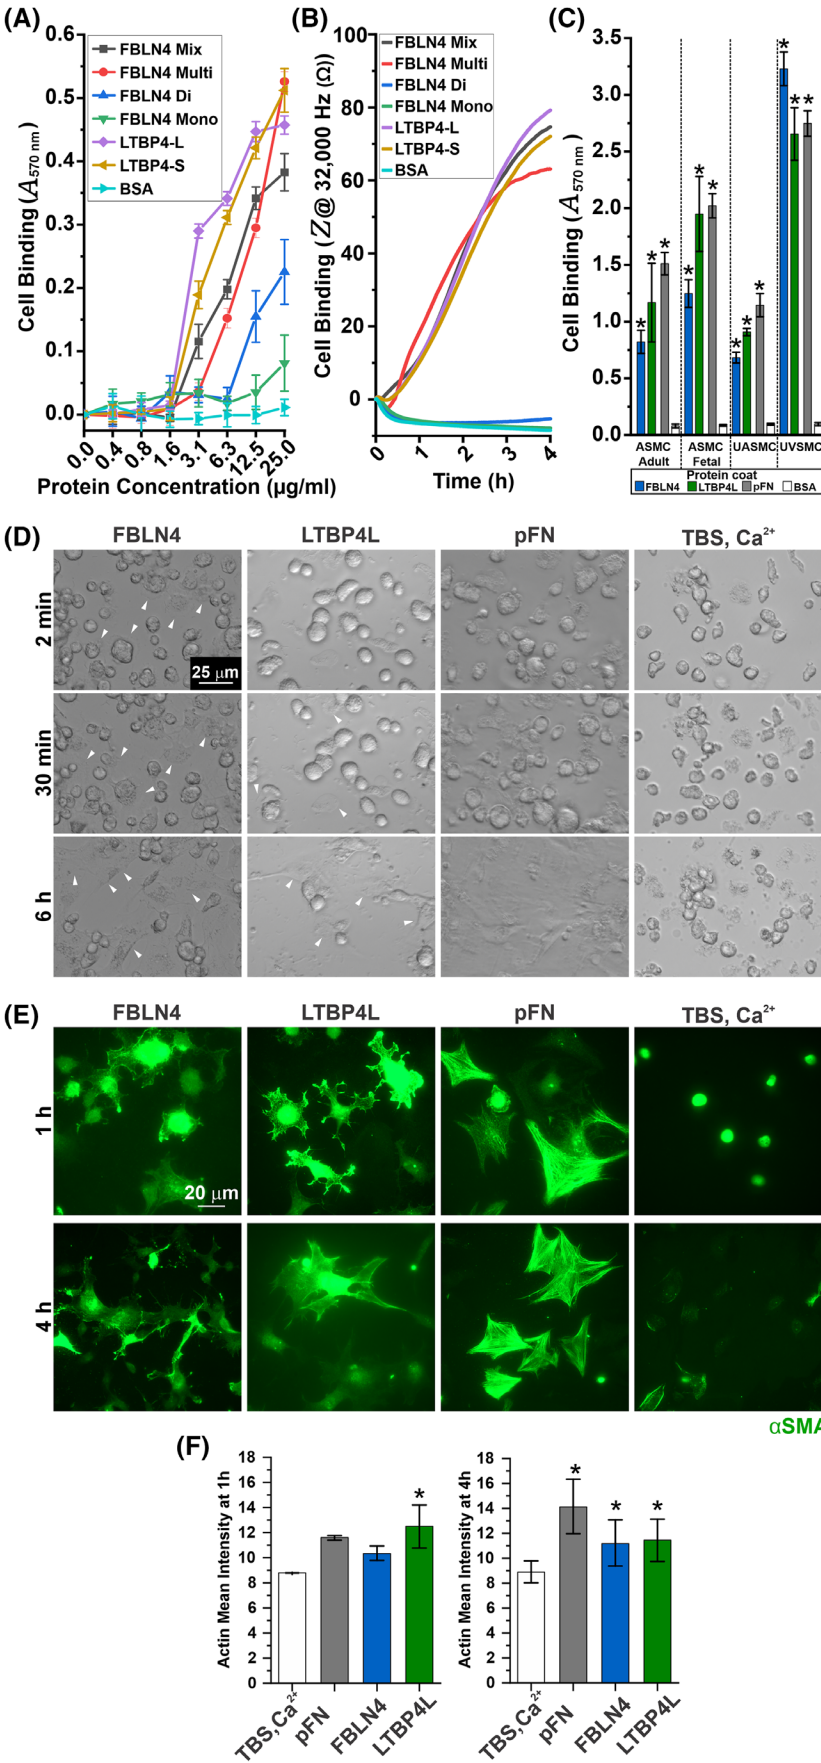 (A)
Cell Binding (A570 nm)
0.6
0.5
0.4
0.3
0.2
0.1
0.0
FBLN4 Mix
FBLN4 Multi
FBLN4 Di
FBLN4 Mono
LTBP4-L
LTBP4-S
BSA
0.0 0.4 0.8 1.6 3.1 6.3 12.5 25.0
Protein Concentration (µg/ml)
(B)
Cell Binding (Z@ 32,000 Hz (Ω))
100
80
60
40
20
0
FBLN4 Mix
FBLN4 Multi
FBLN4 Di
FBLN4 Mono
LTBP4-L
LTBP4-S
BSA
0 1 2 3 4
Time (h)
(C)
Cell Binding (A570 nm)
3.5
3.0
2.5
2.0
1.5
1.0
0.5
0.0
* * * * * * * * * * * *
ASMC ASMC UASMC UVSMC
Adult Fetal
Protein coat
FBLN4 LTBP4L pFN BSA
(D)
FBLN4 LTBP4L pFN TBS, Ca²⁺
2 min
25 µm
30 min
6 h
(E)
FBLN4 LTBP4L pFN TBS, Ca²⁺
1 h
20 µm
4 h
αSMA
(F)
Actin Mean Intensity at 1h
18
16
14
12
10
8
6
4
2
0
*
TBS,Ca²⁺ pFN FBLN4 LTBP4L
Actin Mean Intensity at 4h
18
16
14
12
10
8
6
4
2
0
* * *
TBS,Ca²⁺ pFN FBLN4 LTBP4L